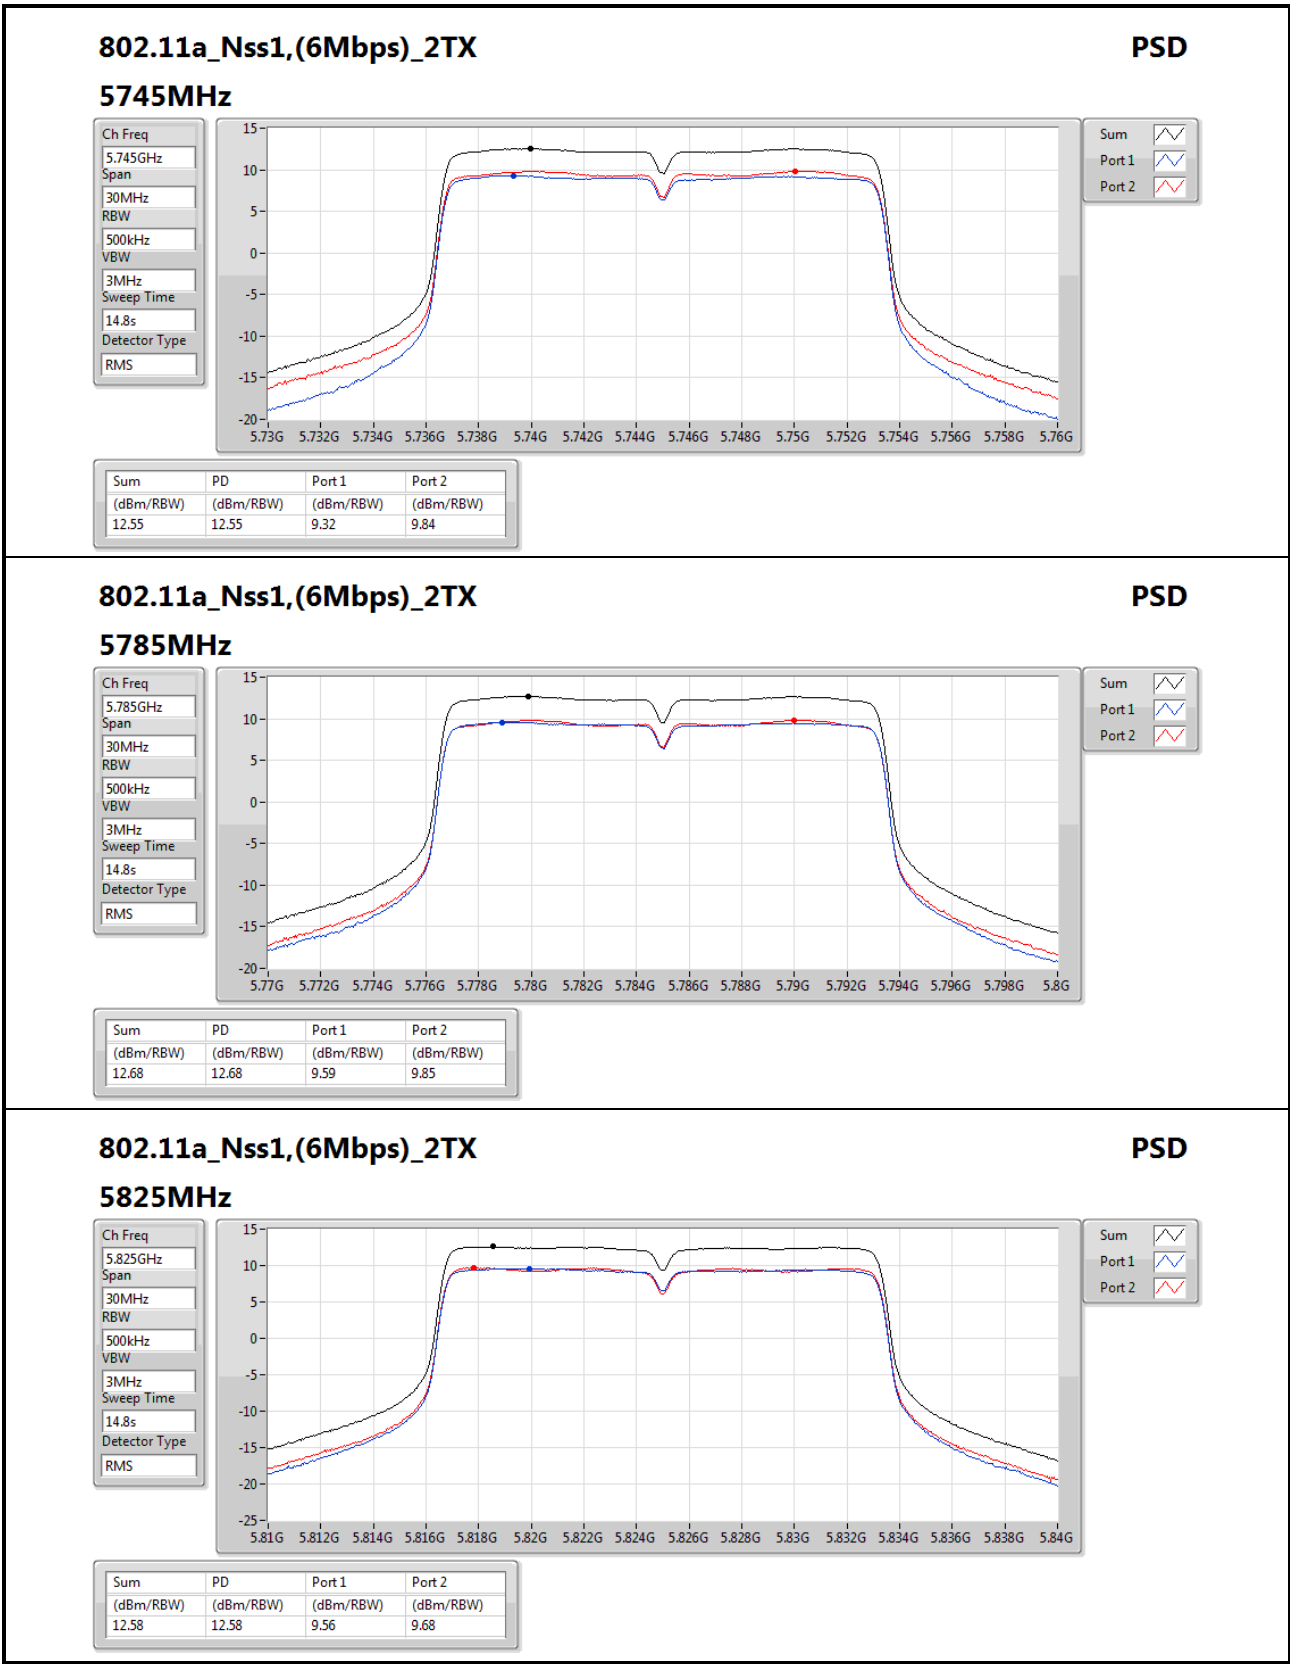 802.11a_Nss1,(6Mbps)_2TX PSD
5745MHz
Ch Freq
5.745GHz
Span
30MHz
RBW
500kHz
VBW
3MHz
Sweep Time
14.8s
Detector Type
RMS
15
10
5
0
-5
-10
-15
-20
5.73G 5.732G 5.734G 5.736G 5.738G 5.74G 5.742G 5.744G 5.746G 5.748G 5.75G 5.752G 5.754G 5.756G 5.758G 5.76G
Sum
Port 1
Port 2
Sum PD Port 1 Port 2
(dBm/RBW) (dBm/RBW) (dBm/RBW) (dBm/RBW)
12.55 12.55 9.32 9.84
802.11a_Nss1,(6Mbps)_2TX PSD
5785MHz
Ch Freq
5.785GHz
Span
30MHz
RBW
500kHz
VBW
3MHz
Sweep Time
14.8s
Detector Type
RMS
15
10
5
0
-5
-10
-15
-20
5.77G 5.772G 5.774G 5.776G 5.778G 5.78G 5.782G 5.784G 5.786G 5.788G 5.79G 5.792G 5.794G 5.796G 5.798G 5.8G
Sum
Port 1
Port 2
Sum PD Port 1 Port 2
(dBm/RBW) (dBm/RBW) (dBm/RBW) (dBm/RBW)
12.68 12.68 9.59 9.85
802.11a_Nss1,(6Mbps)_2TX PSD
5825MHz
Ch Freq
5.825GHz
Span
30MHz
RBW
500kHz
VBW
3MHz
Sweep Time
14.8s
Detector Type
RMS
15
10
5
0
-5
-10
-15
-20
-25
5.81G 5.812G 5.814G 5.816G 5.818G 5.82G 5.822G 5.824G 5.826G 5.828G 5.83G 5.832G 5.834G 5.836G 5.838G 5.84G
Sum
Port 1
Port 2
Sum PD Port 1 Port 2
(dBm/RBW) (dBm/RBW) (dBm/RBW) (dBm/RBW)
12.58 12.58 9.56 9.68